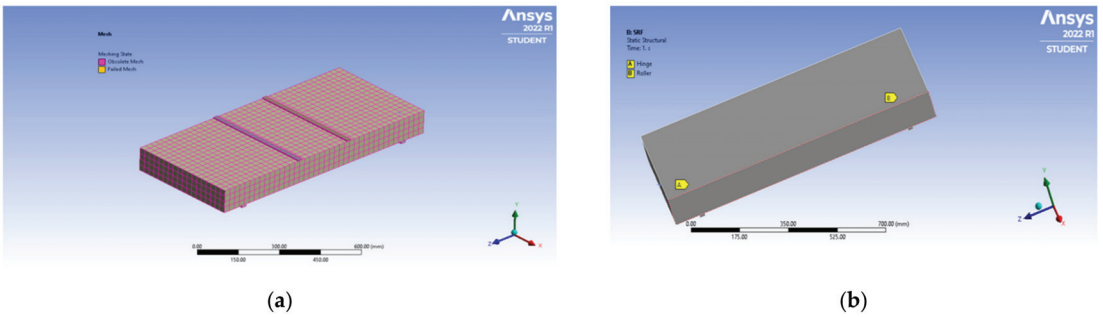 Ansys
2022 R1
STUDENT
Mesh
Meshing State
Obsolete Mesh
Failed Mesh
Y
Z
X
0.00
300.00
600.00 (mm)
150.00
450.00
(a)
Ansys
2022 R1
STUDENT
B: SRF
Static Structural
Time: 1. s
A Hinge
B Roller
B
A
Y
Z
X
0.00
350.00
700.00 (mm)
175.00
525.00
(b)